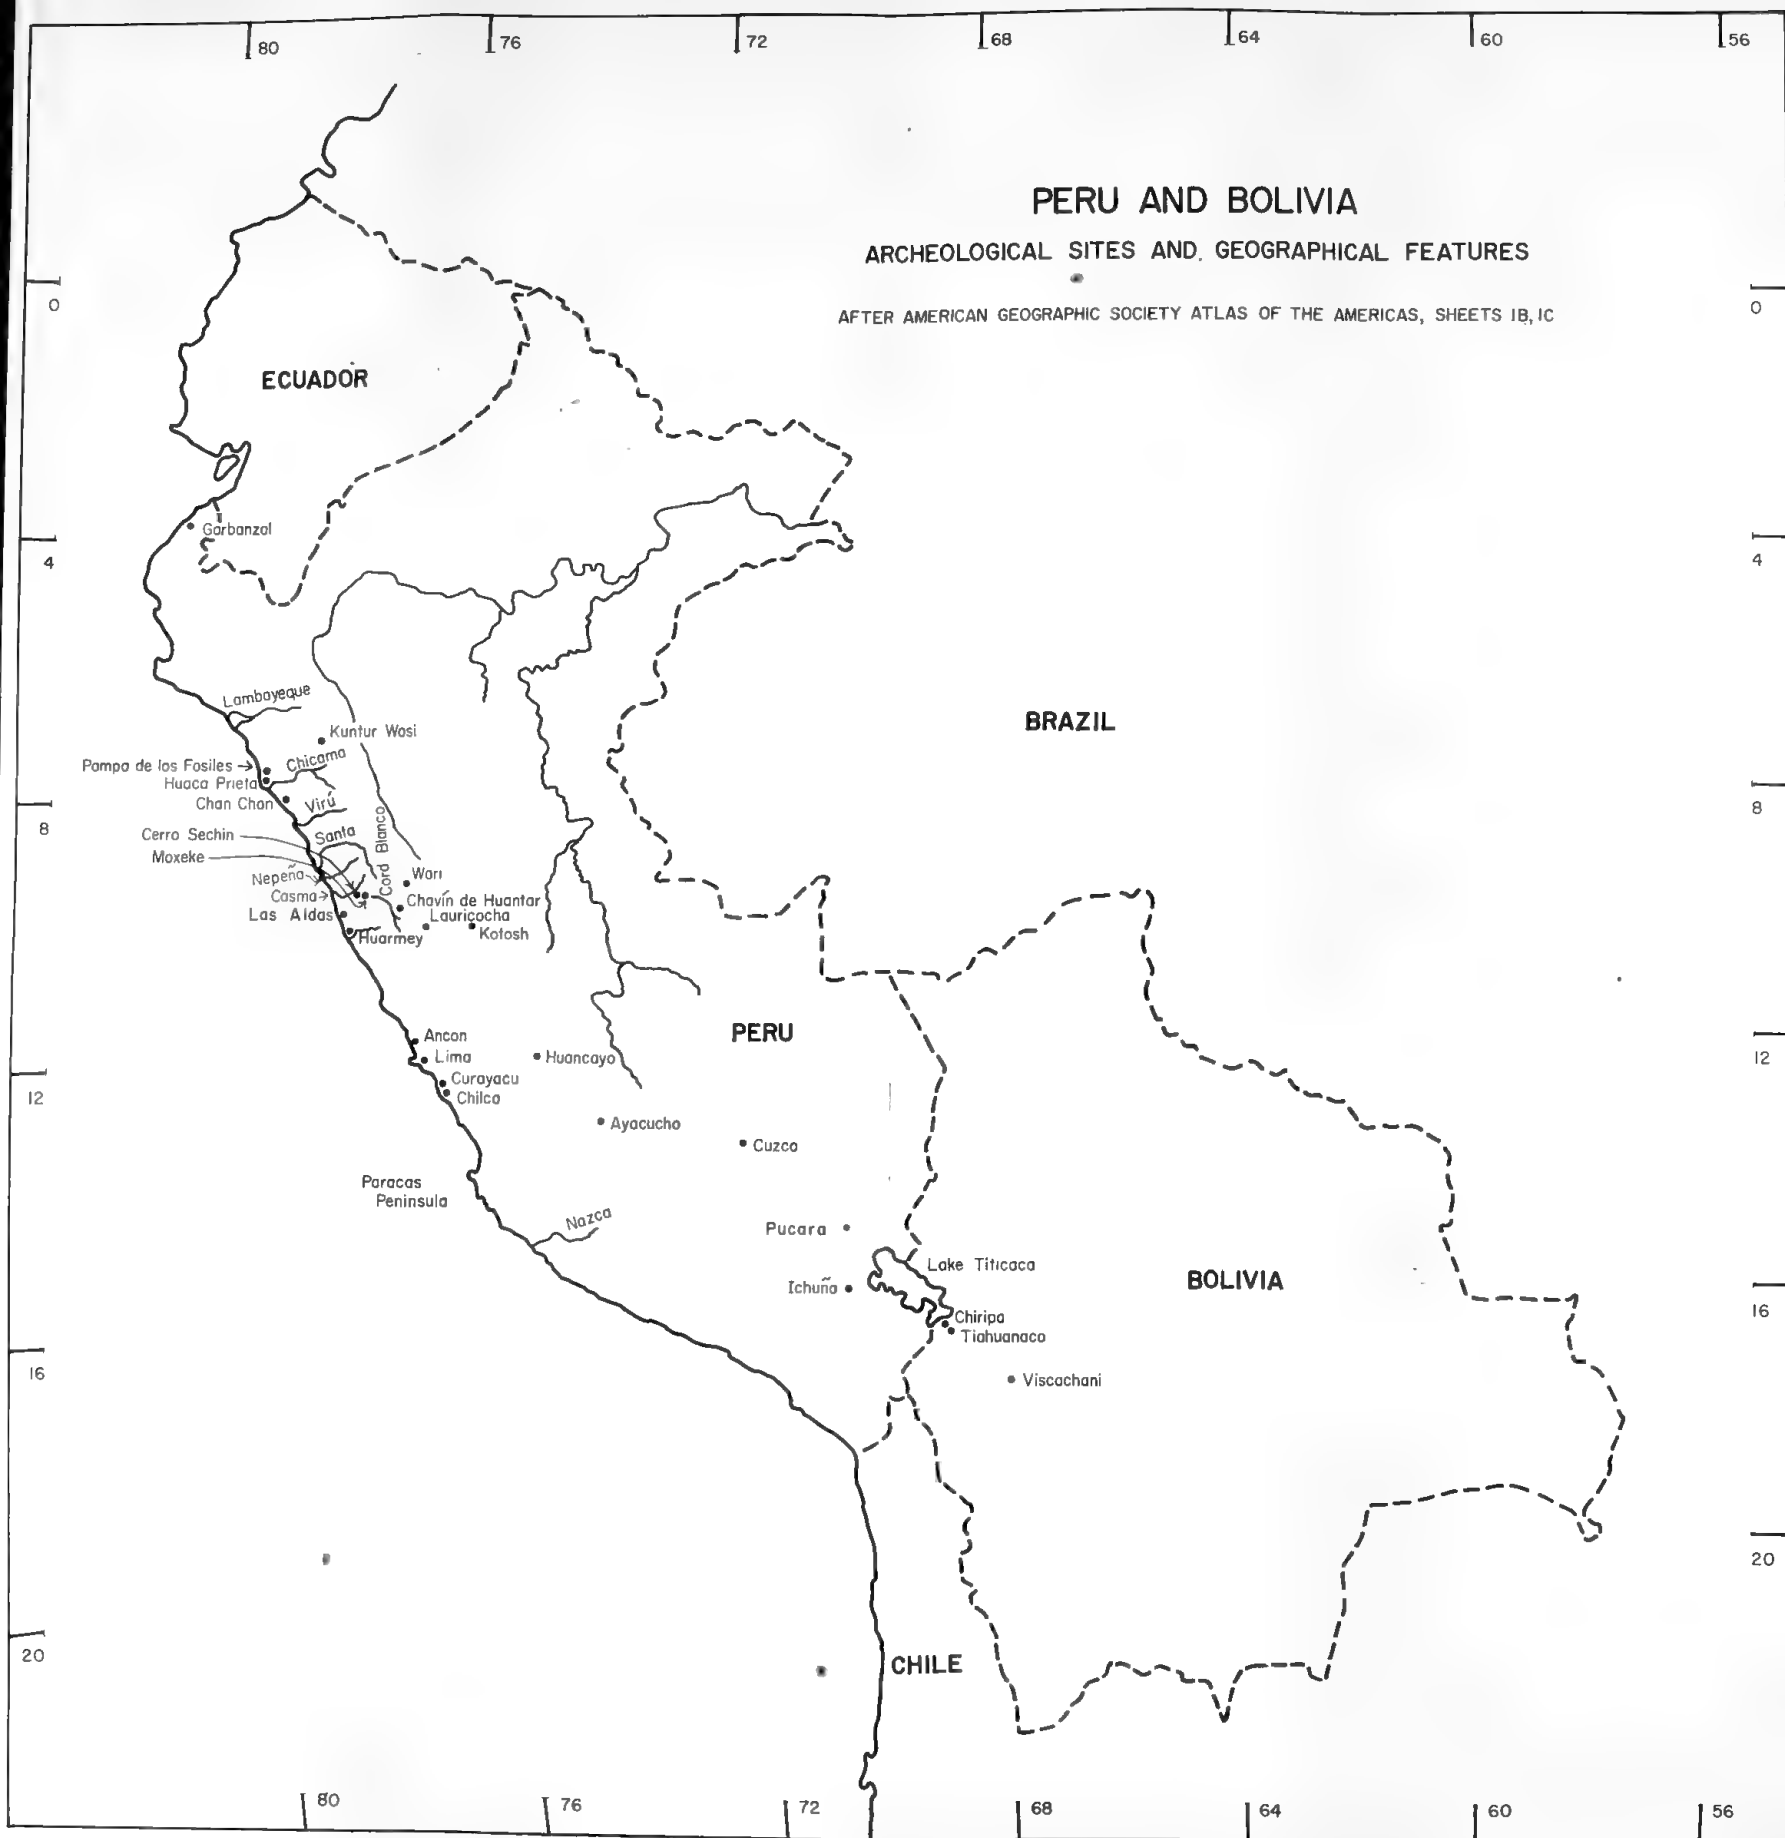 80
76
72
68
64
60
56
PERU AND BOLIVIA
ARCHEOLOGICAL SITES AND. GEOGRAPHICAL FEATURES
AFTER AMERICAN GEOGRAPHIC SOCIETY ATLAS OF THE AMERICAS, SHEETS 1B, 1C
0
0
ECUADOR
Garbanzal
4
4
Lambayeque
BRAZIL
Kuntur Wasi
Pampa de los Fosiles
Chicama
Huaca Prieta
Chan Chan
Virú
8
8
Cerro Sechin
Santa
Cord Blanca
Moxeke
Nepeña
Wari
Casma
Chavín de Huantar
Las Aldas
Lauricocha
Huarmey
Kotosh
PERU
Ancon
Lima
Huancayo
12
12
Curayacu
Chilca
Ayacucho
Cuzco
Paracas
Peninsula
Nazca
Pucara
Lake Titicaca
BOLIVIA
Ichuña
16
16
Chiripa
Tiahuanaco
Viscachani
20
20
CHILE
80
76
72
68
64
60
56